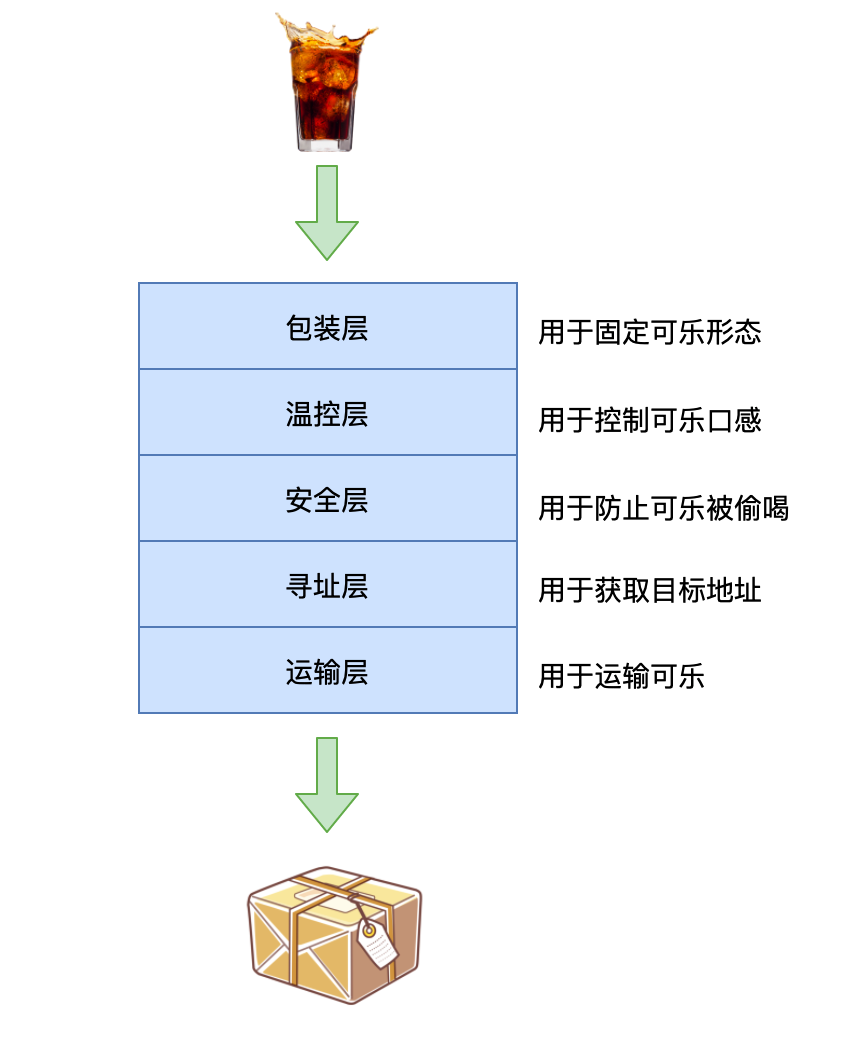 包装层
用于固定可乐形态
温控层
用于控制可乐口感
安全层
用于防止可乐被偷喝
寻址层
用于获取目标地址
运输层
用于运输可乐